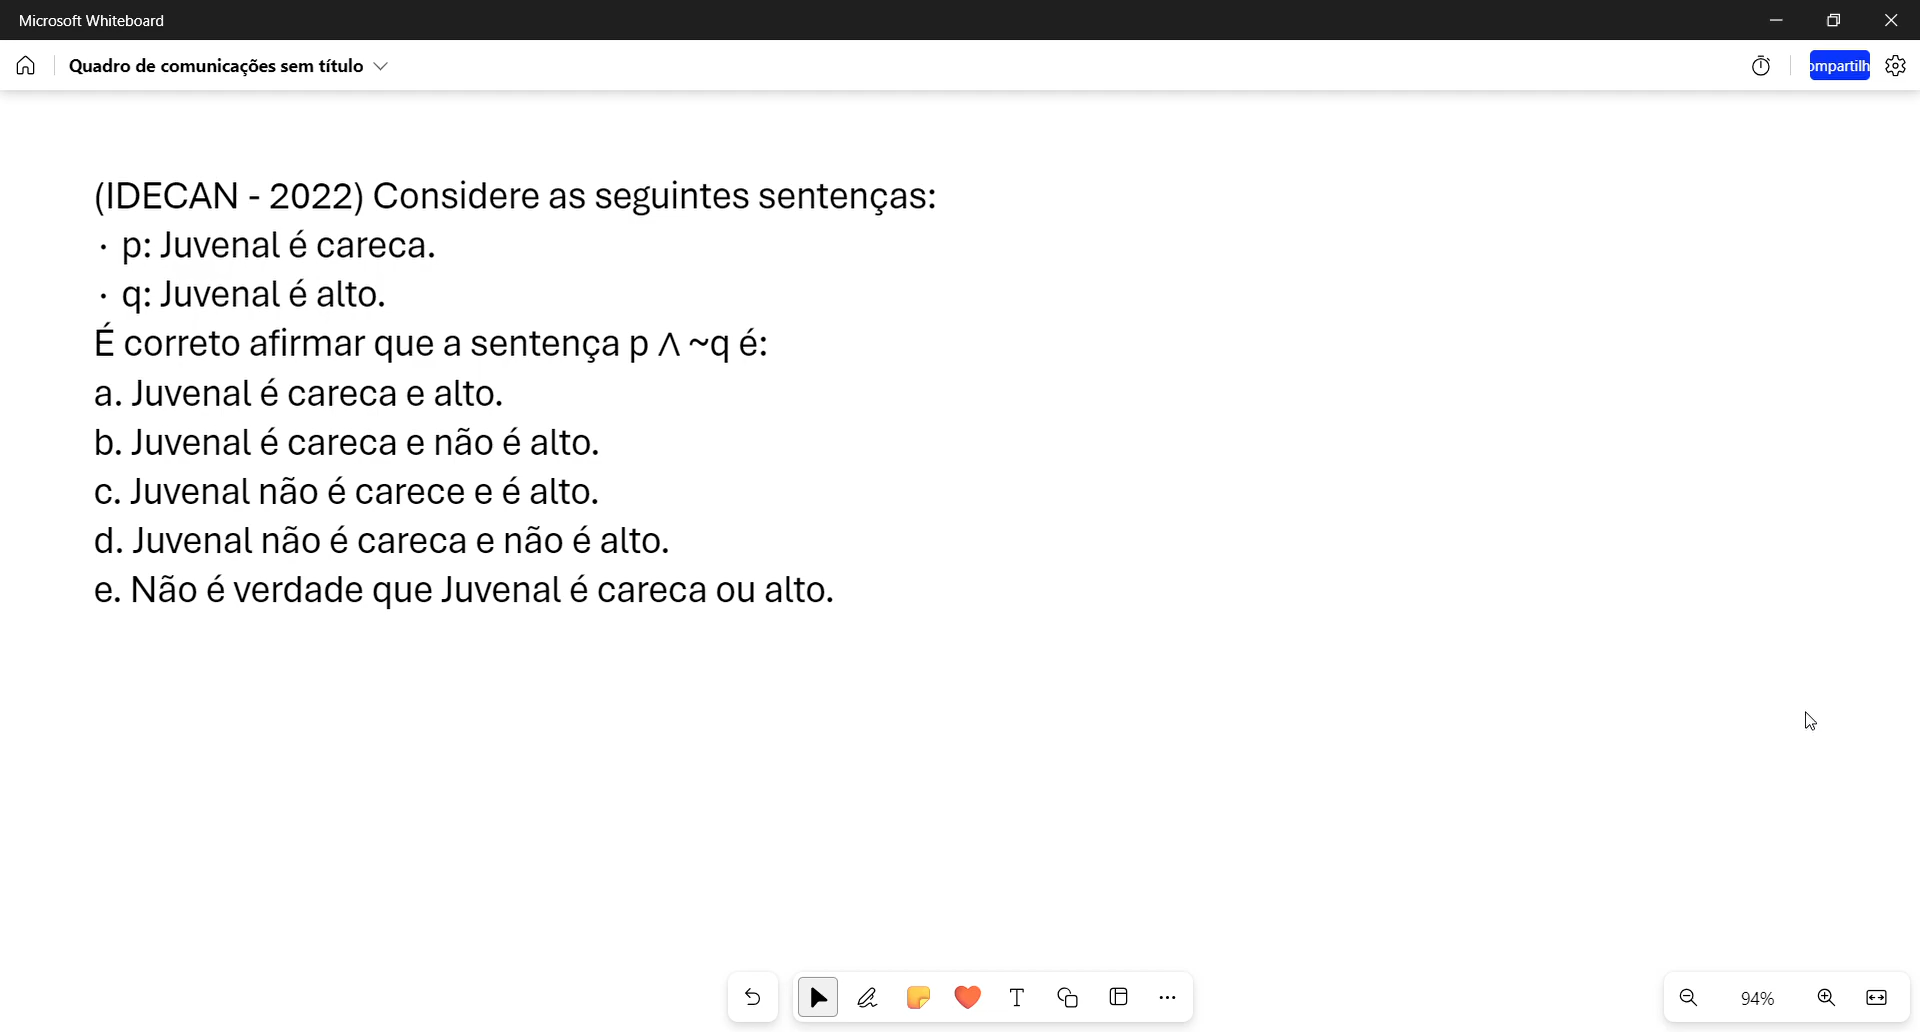 Microsoft Whiteboard
Quadro de comunicações sem título
ompartilh
(IDECAN - 2022) Considere as seguintes sentenças:
· p: Juvenal é careca.
· q: Juvenal é alto.
É correto afirmar que a sentença p ∧ ~q é:
a. Juvenal é careca e alto.
b. Juvenal é careca e não é alto.
c. Juvenal não é carece e é alto.
d. Juvenal não é careca e não é alto.
e. Não é verdade que Juvenal é careca ou alto.
94%